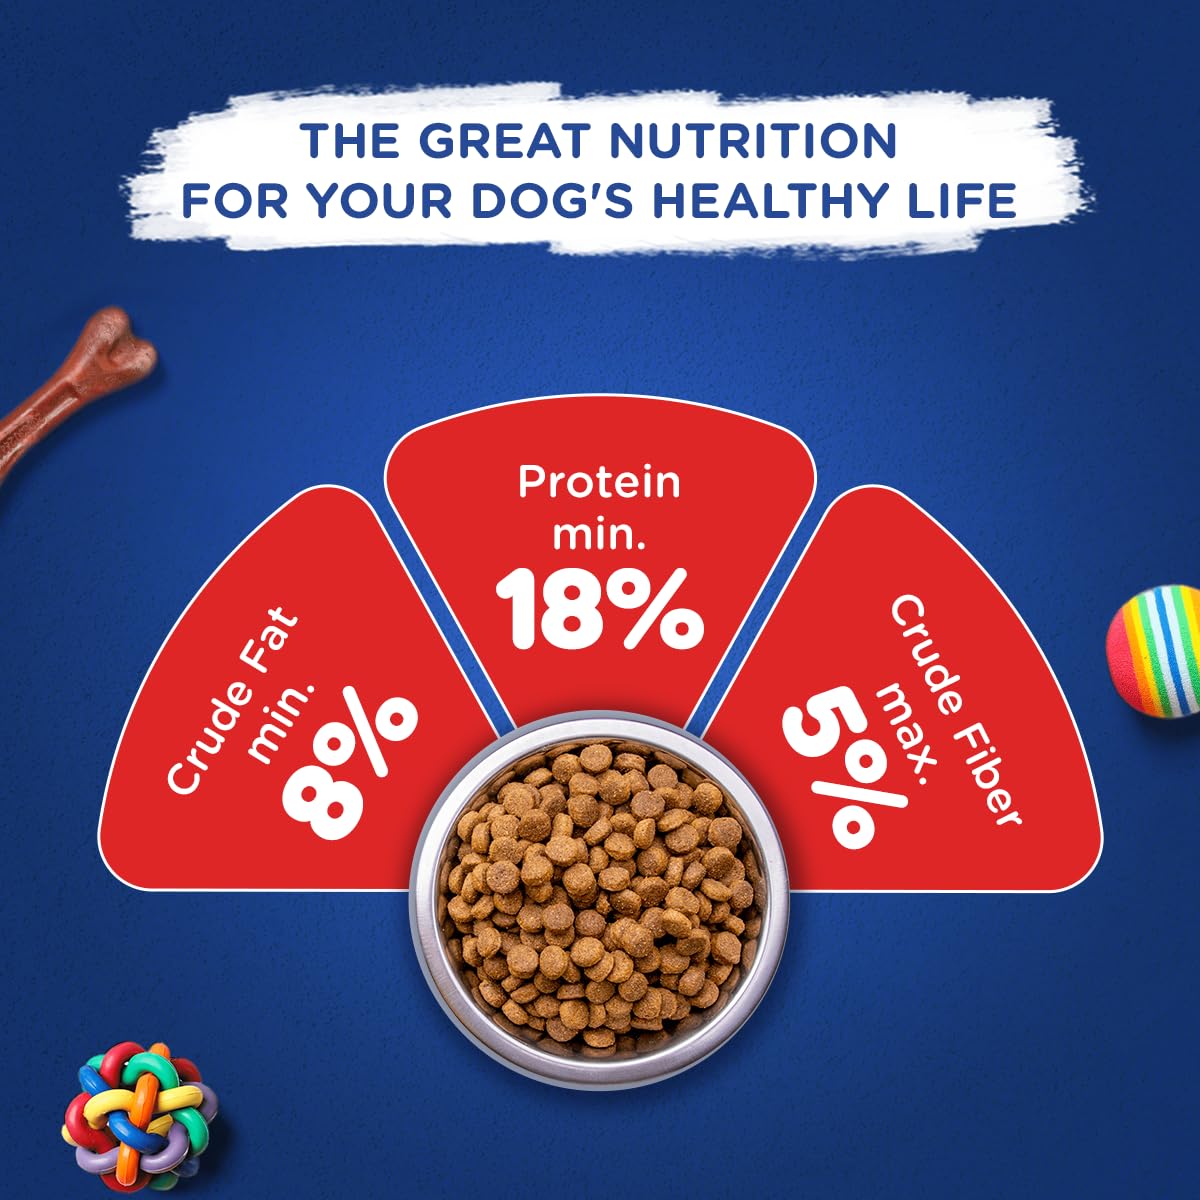 THE GREAT NUTRITION
FOR YOUR DOG'S HEALTHY LIFE
Crude Fat
min.
8%
Protein
min.
18%
Crude Fiber
max.
5%